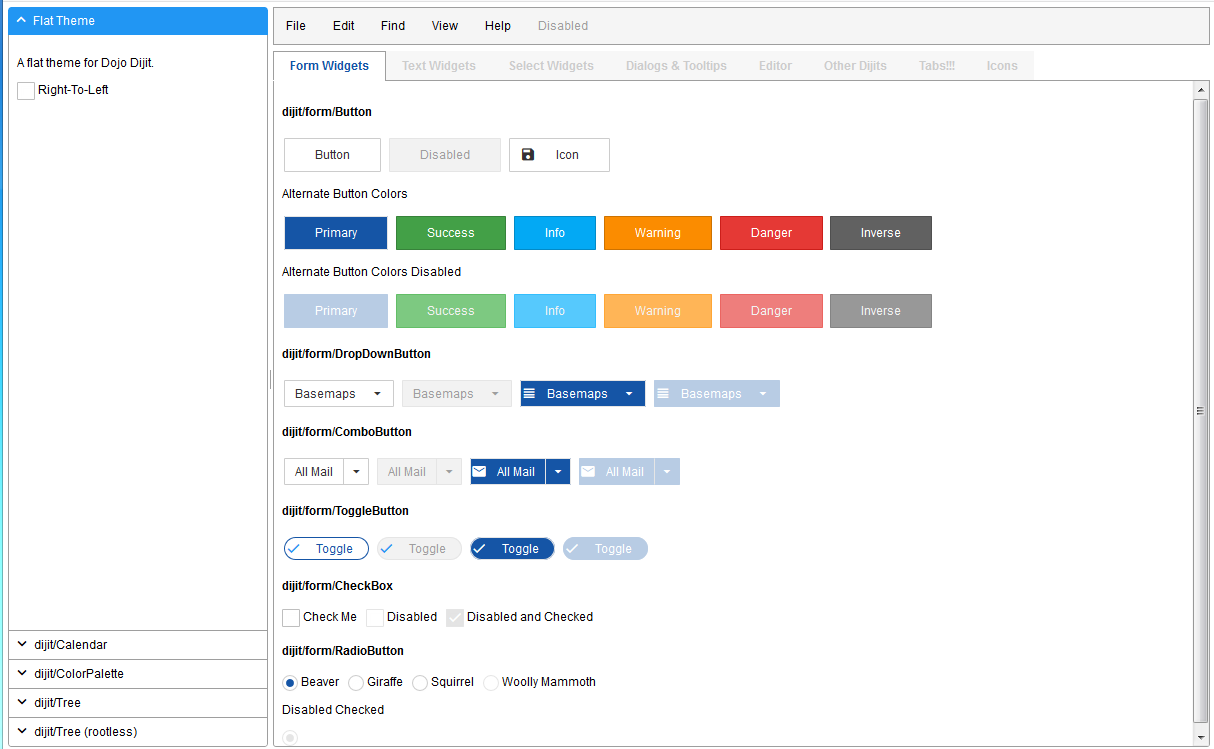 Flat Theme
A flat theme for Dojo Dijit.
Right-To-Left
dijit/Calendar
dijit/ColorPalette
dijit/Tree
dijit/Tree (rootless)
File Edit Find View Help Disabled
Form Widgets Text Widgets Select Widgets Dialogs & Tooltips Editor Other Dijits Tabs!!! Icons
dijit/form/Button
Button Disabled Icon
Alternate Button Colors
Primary Success Info Warning Danger Inverse
Alternate Button Colors Disabled
Primary Success Info Warning Danger Inverse
dijit/form/DropDownButton
Basemaps Basemaps Basemaps Basemaps
dijit/form/ComboButton
All Mail All Mail All Mail All Mail
dijit/form/ToggleButton
Toggle Toggle Toggle Toggle
dijit/form/CheckBox
Check Me Disabled Disabled and Checked
dijit/form/RadioButton
Beaver Giraffe Squirrel Woolly Mammoth
Disabled Checked